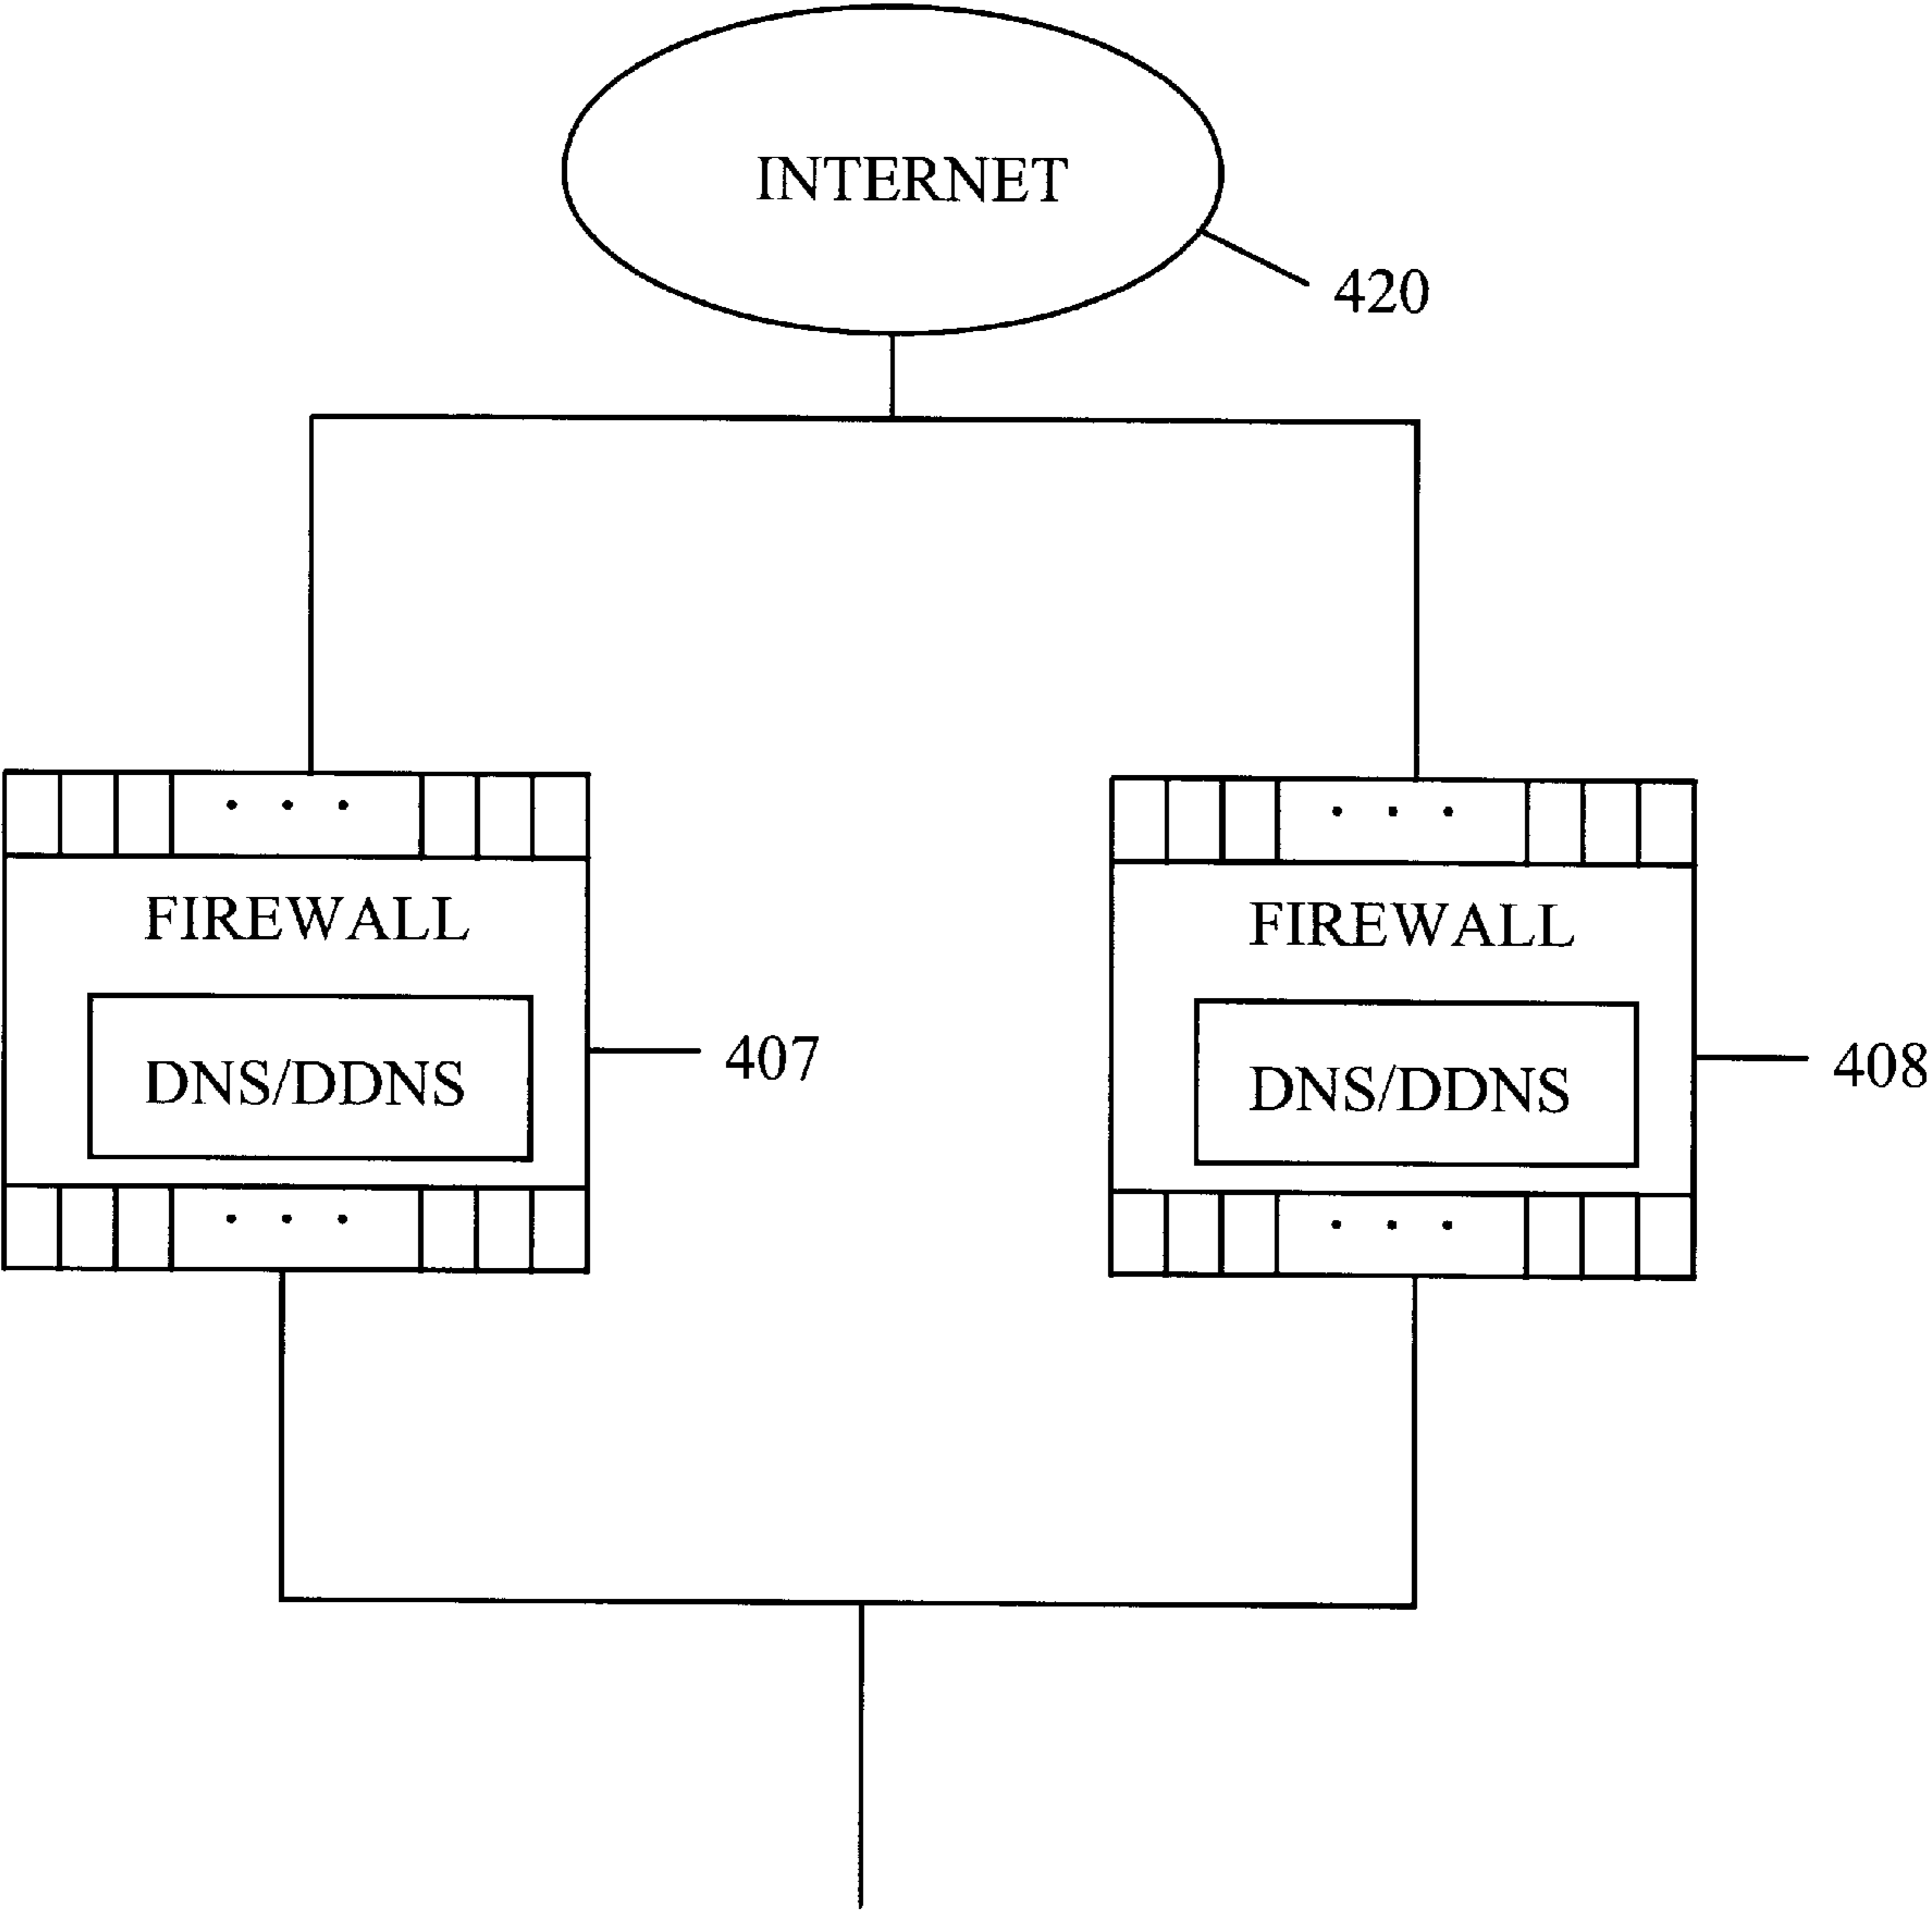 INTERNET
420
FIREWALL
DNS/DDNS
407
FIREWALL
DNS/DDNS
408